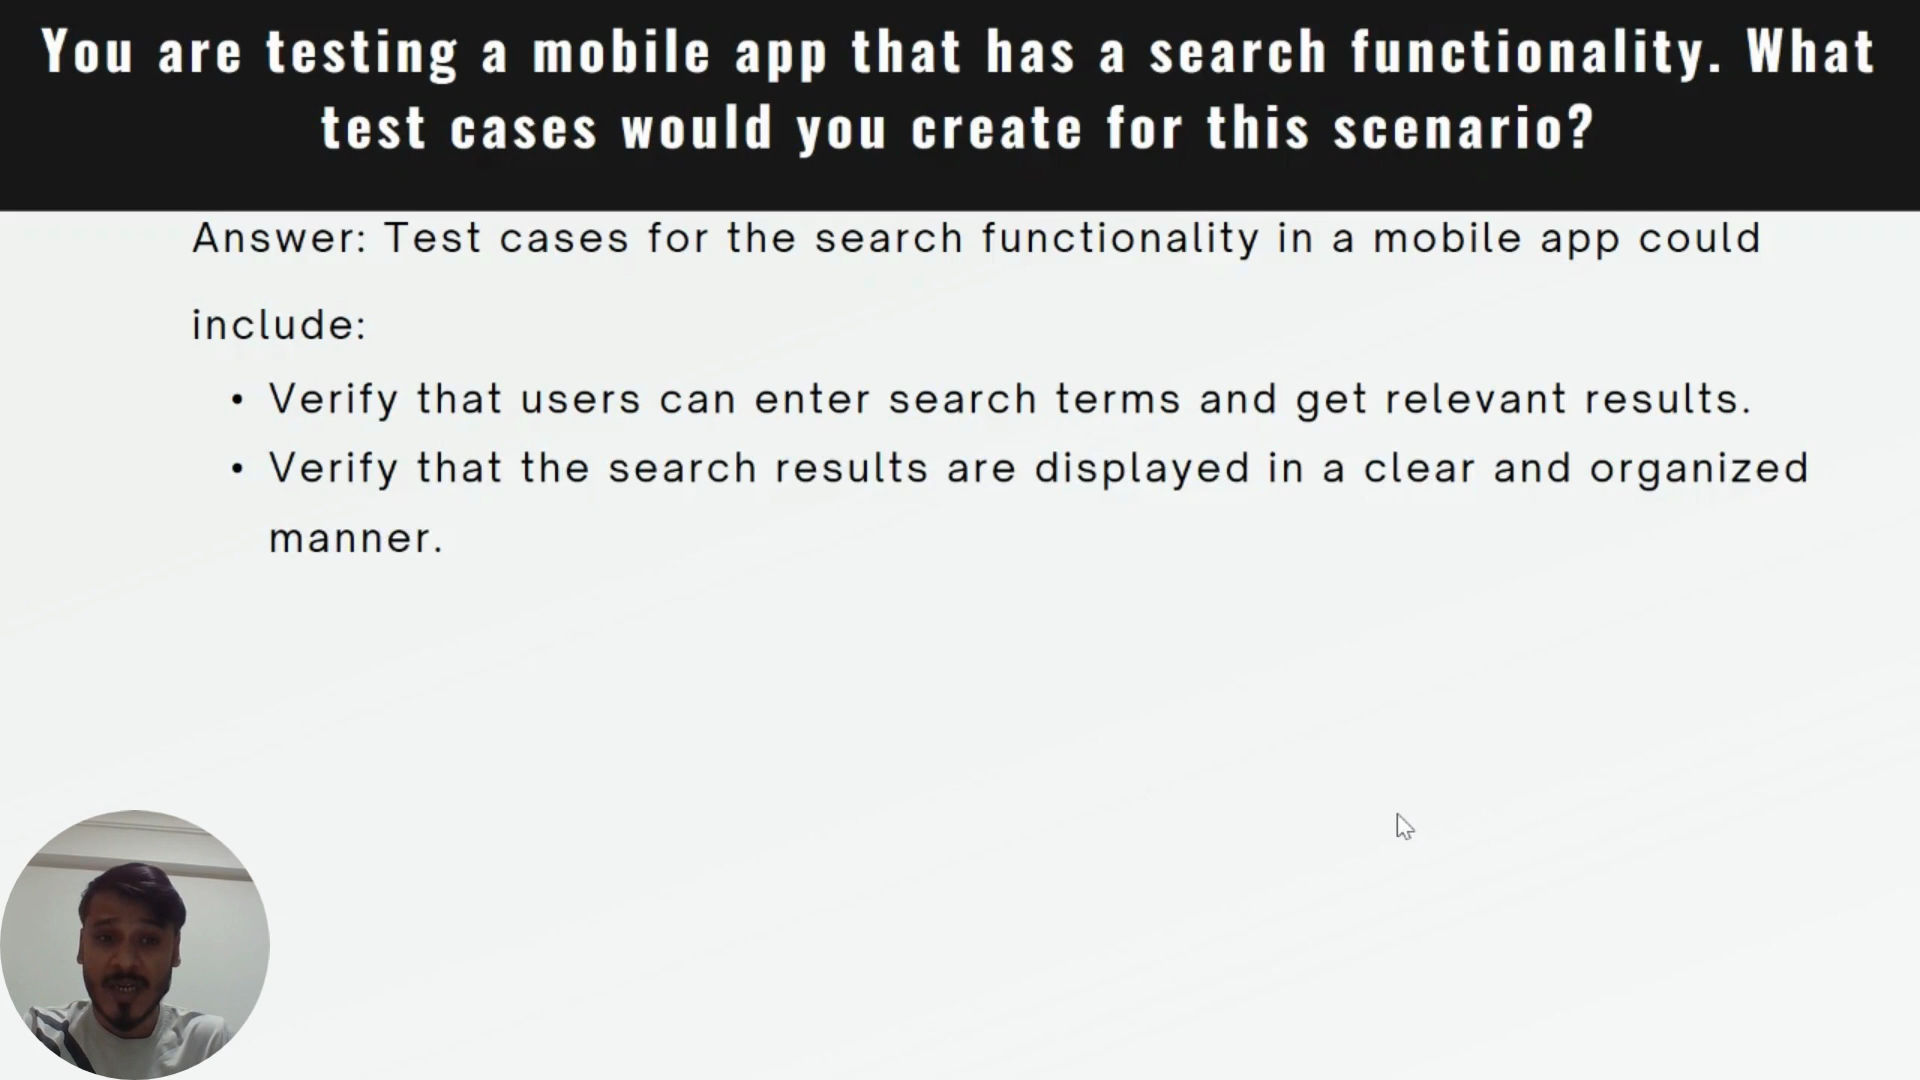 You are testing a mobile app that has a search functionality. What
test cases would you create for this scenario?
Answer: Test cases for the search functionality in a mobile app could
include:
• Verify that users can enter search terms and get relevant results.
• Verify that the search results are displayed in a clear and organized
manner.